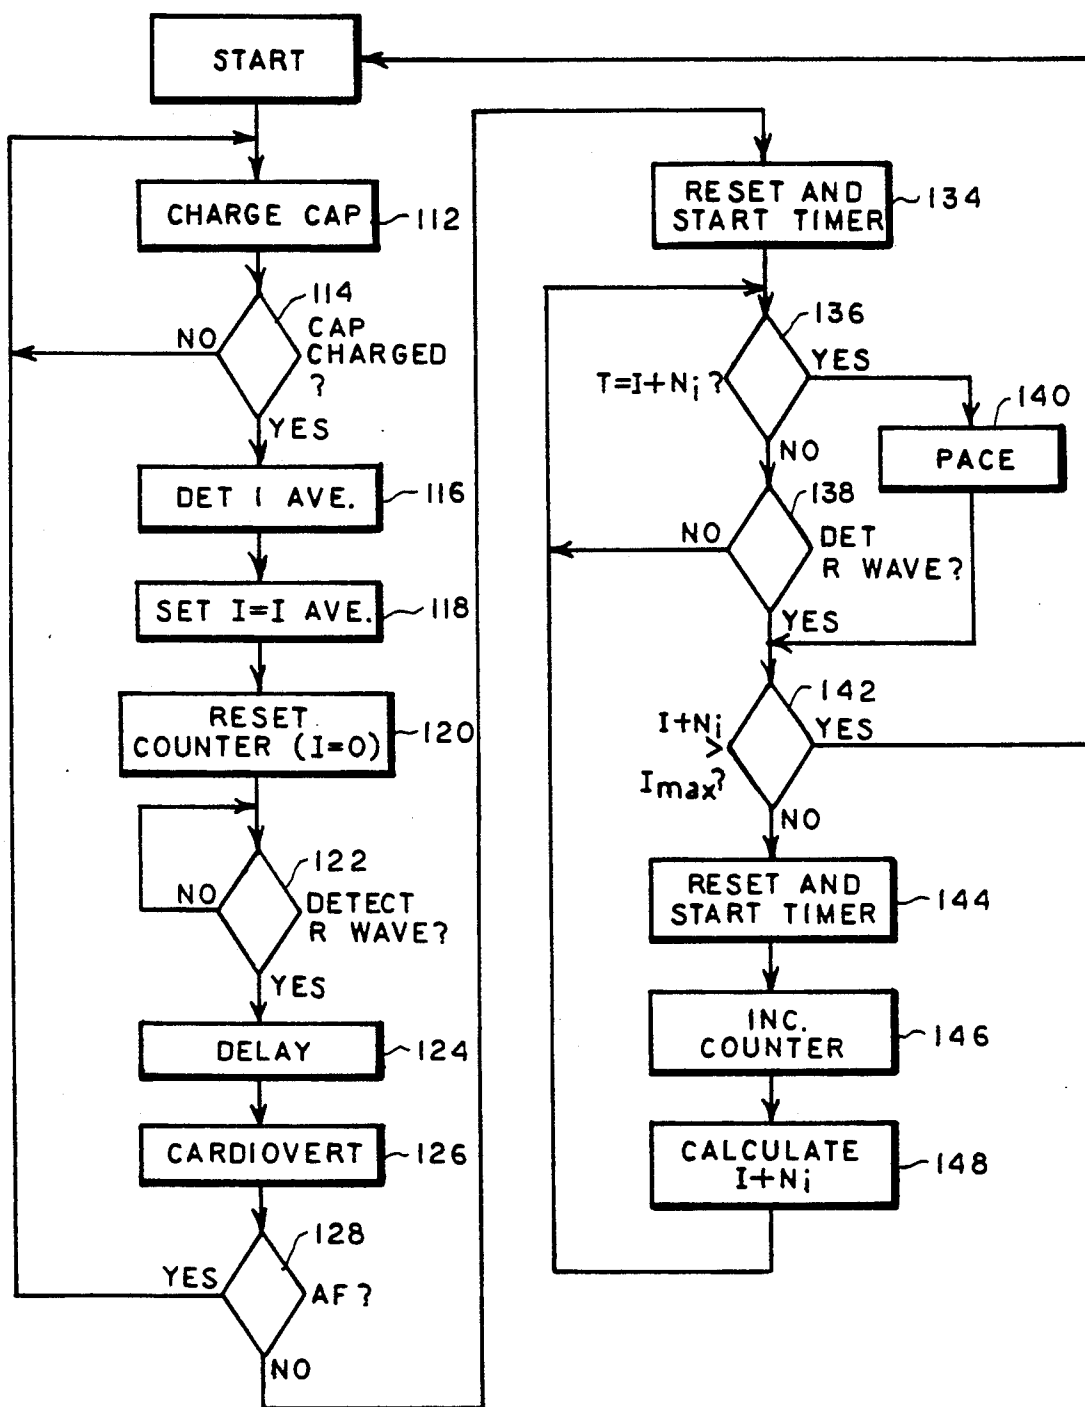 START
CHARGE CAP
112
114
NO
CAP
CHARGED
?
YES
DET I AVE.
116
SET I=I AVE.
118
RESET
COUNTER (I=0)
120
122
NO
DETECT
R WAVE?
YES
DELAY
124
CARDIOVERT
126
128
YES
AF?
NO
RESET AND
START TIMER
134
136
T=I+Ni?
YES
140
PACE
NO
138
NO
DET
R WAVE?
YES
142
I+Ni
>
Imax?
YES
NO
RESET AND
START TIMER
144
INC.
COUNTER
146
CALCULATE
I+Ni
148